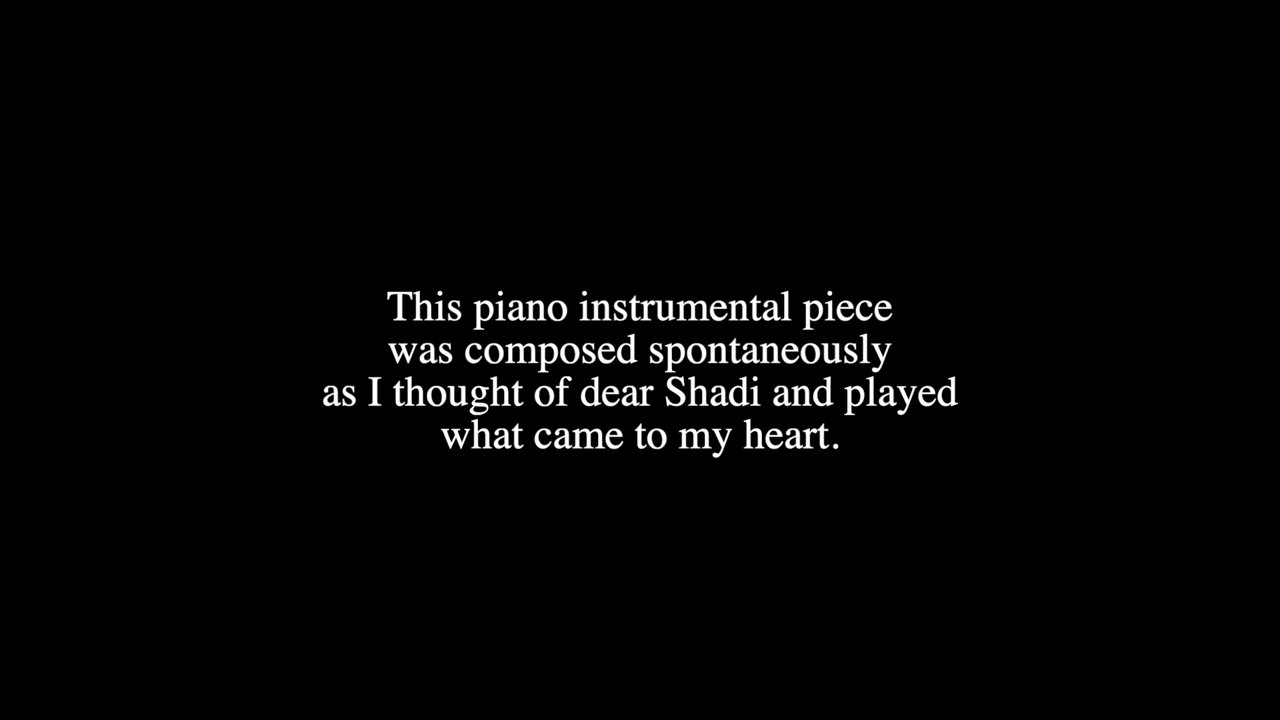 This piano instrumental piece
was composed spontaneously
as I thought of dear Shadi and played
what came to my heart.